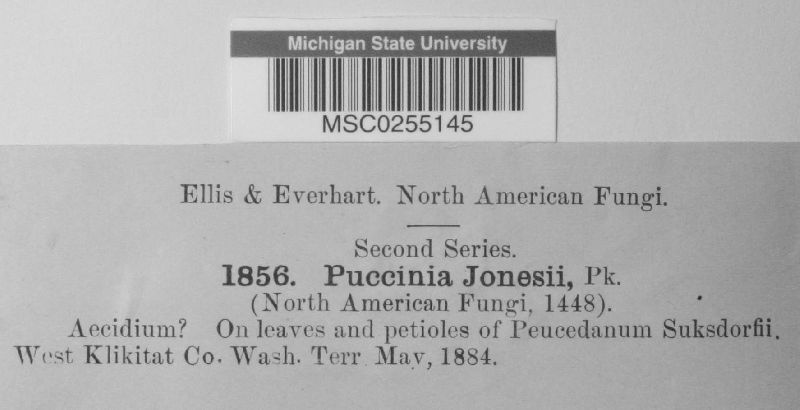 Michigan State University
MSC0255145
Ellis & Everhart. North American Fungi.
Second Series.
1856. Puccinia Jonesii, Pk.
(North American Fungi, 1448).
Aecidium? On leaves and petioles of Peucedanum Suksdorfii,
West Klikitat Co. Wash. Terr. May, 1884.